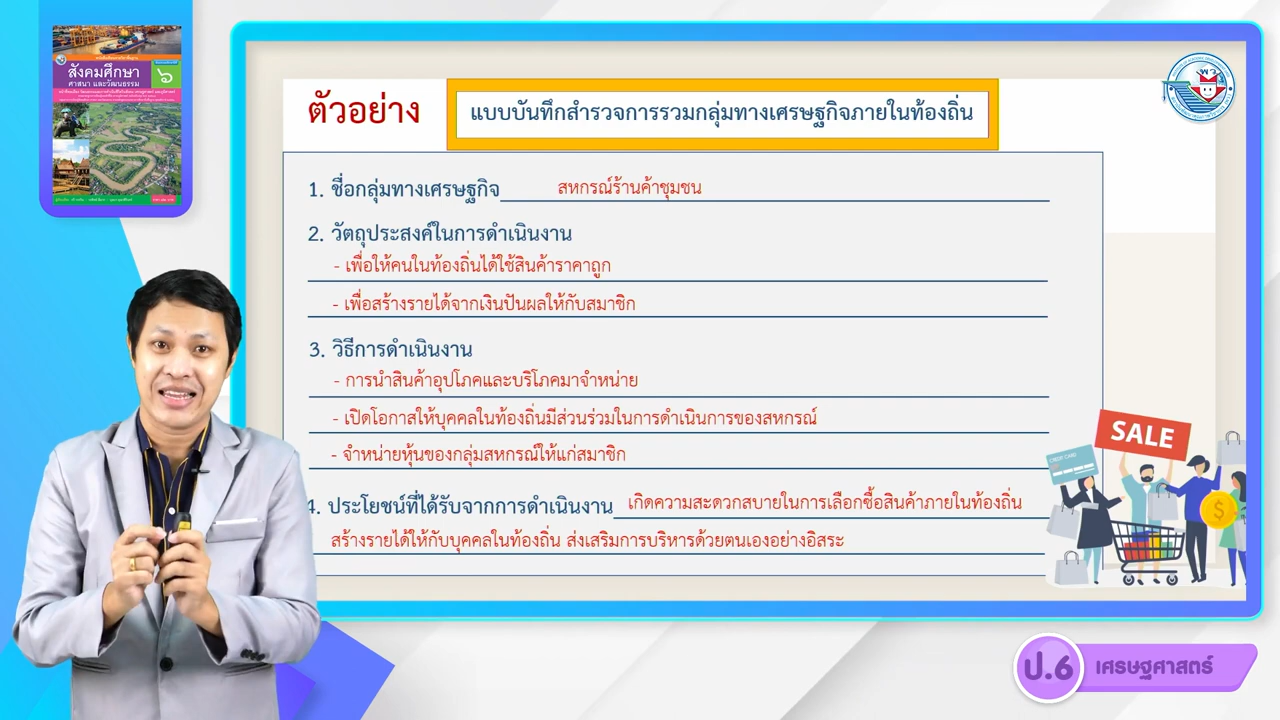 สังคมศึกษา
ศาสนา และวัฒนธรรม
๖
ตัวอย่าง
แบบบันทึกสำรวจการรวมกลุ่มทางเศรษฐกิจภายในท้องถิ่น
พว
1. ชื่อกลุ่มทางเศรษฐกิจ สหกรณ์ร้านค้าชุมชน
2. วัตถุประสงค์ในการดำเนินงาน
- เพื่อให้คนในท้องถิ่นได้ใช้สินค้าราคาถูก
- เพื่อสร้างรายได้จากเงินปันผลให้กับสมาชิก
3. วิธีการดำเนินงาน
- การนำสินค้าอุปโภคและบริโภคมาจำหน่าย
- เปิดโอกาสให้บุคคลในท้องถิ่นมีส่วนร่วมในการดำเนินการของสหกรณ์
- จำหน่ายหุ้นของกลุ่มสหกรณ์ให้แก่สมาชิก
4. ประโยชน์ที่ได้รับจากการดำเนินงาน เกิดความสะดวกสบายในการเลือกซื้อสินค้าภายในท้องถิ่น
สร้างรายได้ให้กับบุคคลในท้องถิ่น ส่งเสริมการบริหารด้วยตนเองอย่างอิสระ
SALE
CREDIT CARD
$
ป.6 เศรษฐศาสตร์